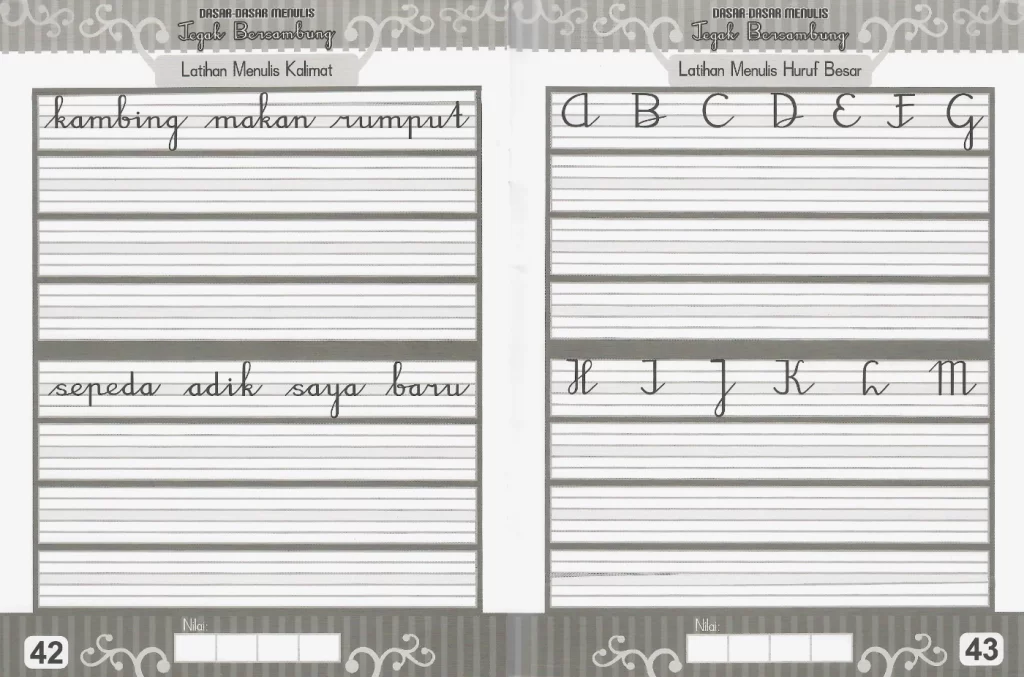 DASAR-DASAR MENULIS
Tegak Bersambung
Latihan Menulis Kalimat
kambing makan rumput
sepeda adik saya baru
Nilai:
42
DASAR-DASAR MENULIS
Tegak Bersambung
Latihan Menulis Huruf Besar
A B C D E F G
H I J K L M
Nilai:
43